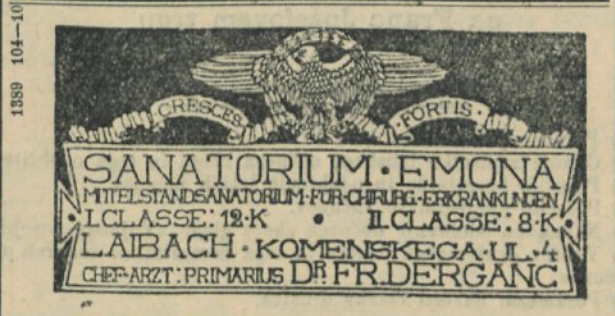 1389 104—10
CRESCES FORTIS
SANATORIUM · EMONA
MITTELSTANDSANATORIUM · FÜR · CHIRURG · ERKRANKUNGEN
· I. CLASSE: 12 · K · II. CLASSE: 8 · K ·
LAIBACH · KOMENSKEGA · UL · 4
CHEF-ARZT: PRIMARIUS DR. FR. DERGANC